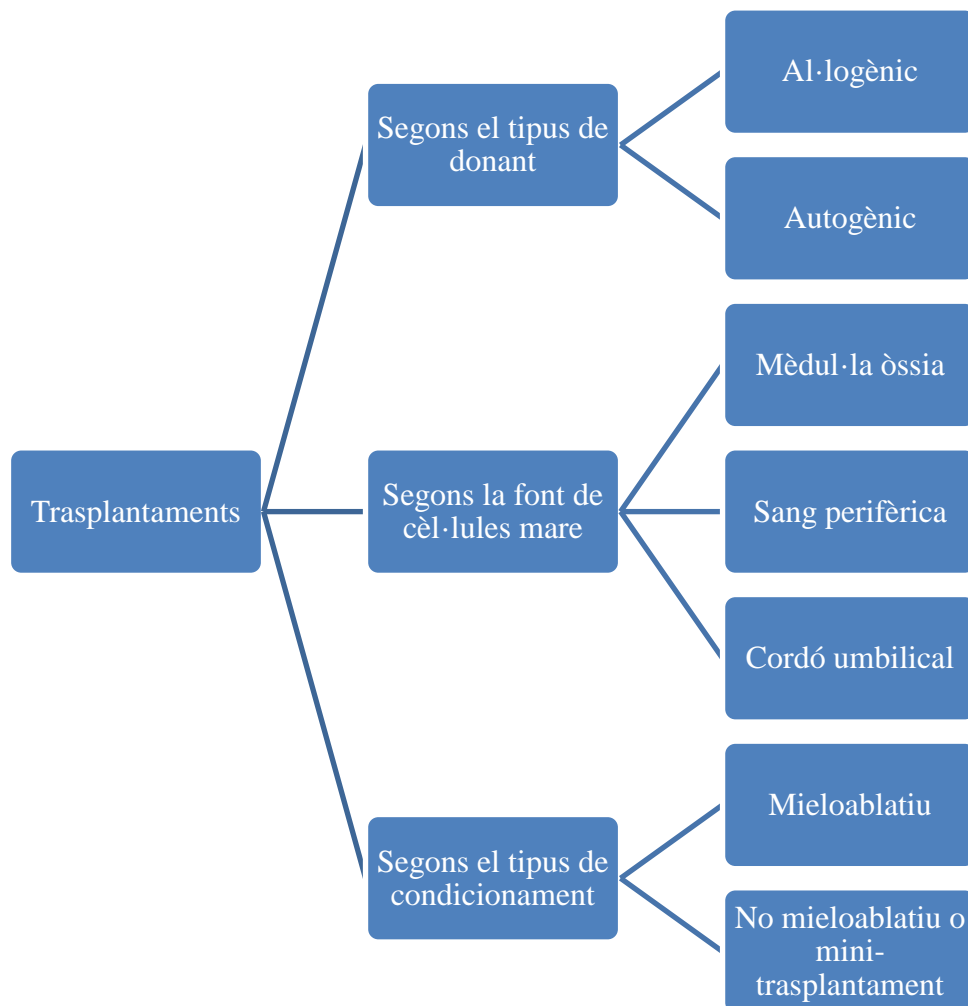 Al·logènic
Segons el tipus de
donant
Autogènic
Mèdul·la òssia
Trasplantaments
Segons la font de
cèl·lules mare
Sang perifèrica
Cordó umbilical
Mieloablatiu
Segons el tipus de
condicionament
No mieloablatiu o
mini-
trasplantament